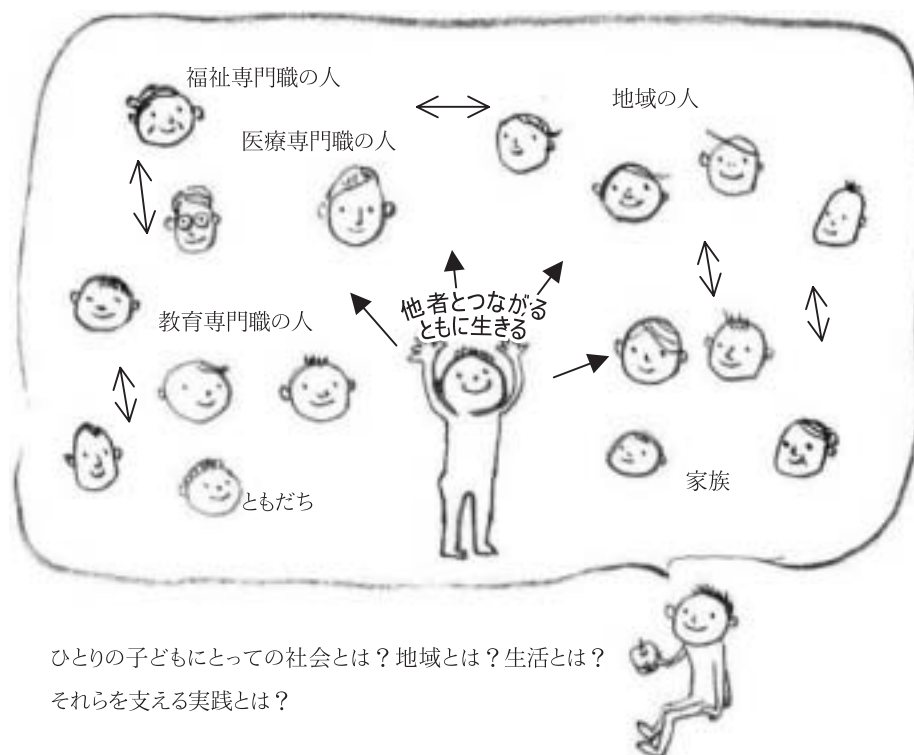 福祉専門職の人
地域の人
医療専門職の人
他者とつながる
ともに生きる
教育専門職の人
ともだち
家族
ひとりの子どもにとっての社会とは？地域とは？生活とは？
それらを支える実践とは？